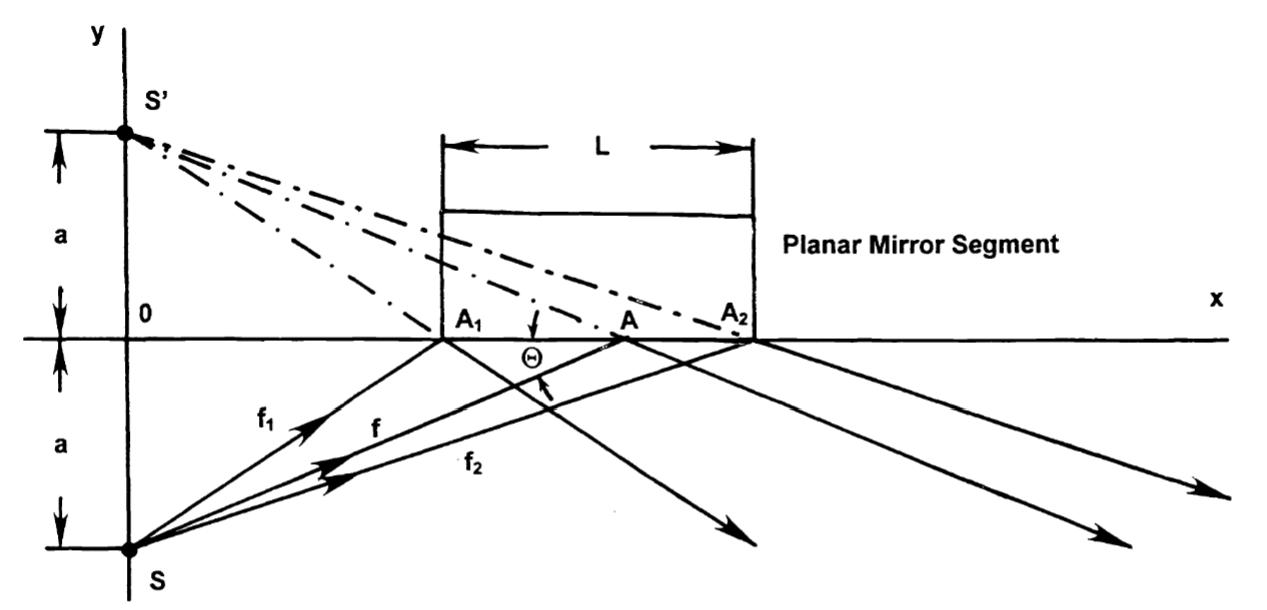 y
S’
L
a
Planar Mirror Segment
x
0
A₁
A
A₂
Θ
f₁
f
f₂
a
S